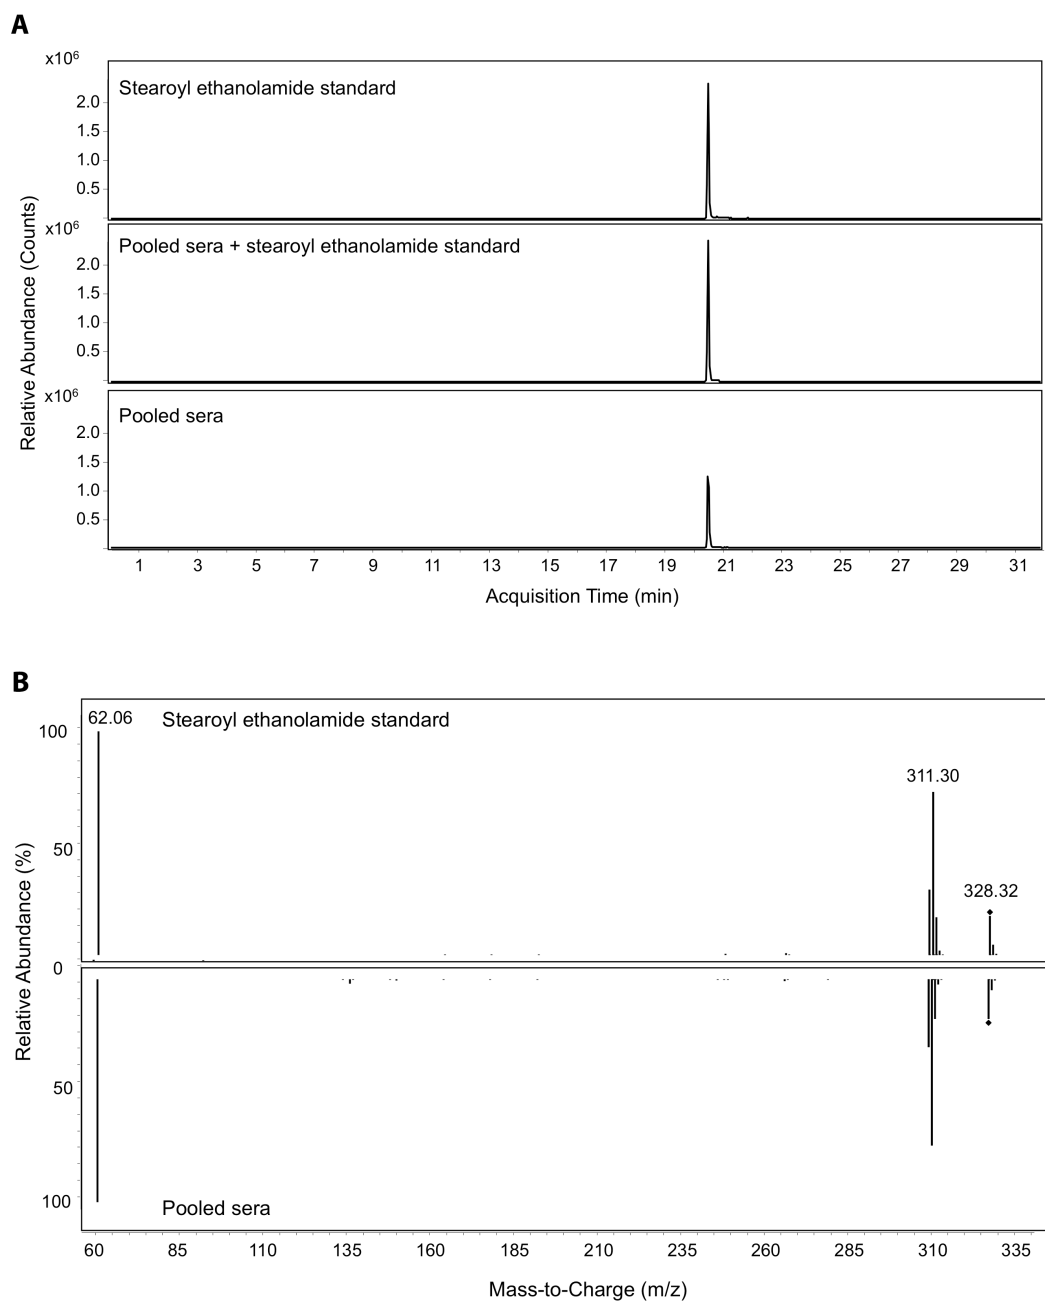 A
x10⁶
Stearoyl ethanolamide standard
2.0
1.5
1.0
0.5
x10⁶
Pooled sera + stearoyl ethanolamide standard
2.0
1.5
1.0
0.5
x10⁶
Pooled sera
2.0
1.5
1.0
0.5
Relative Abundance (Counts)
1 3 5 7 9 11 13 15 17 19 21 23 25 27 29 31
Acquisition Time (min)
B
62.06
Stearoyl ethanolamide standard
100
311.30
50
328.32
0
50
100
Relative Abundance (%)
Pooled sera
60 85 110 135 160 185 210 235 260 285 310 335
Mass-to-Charge (m/z)